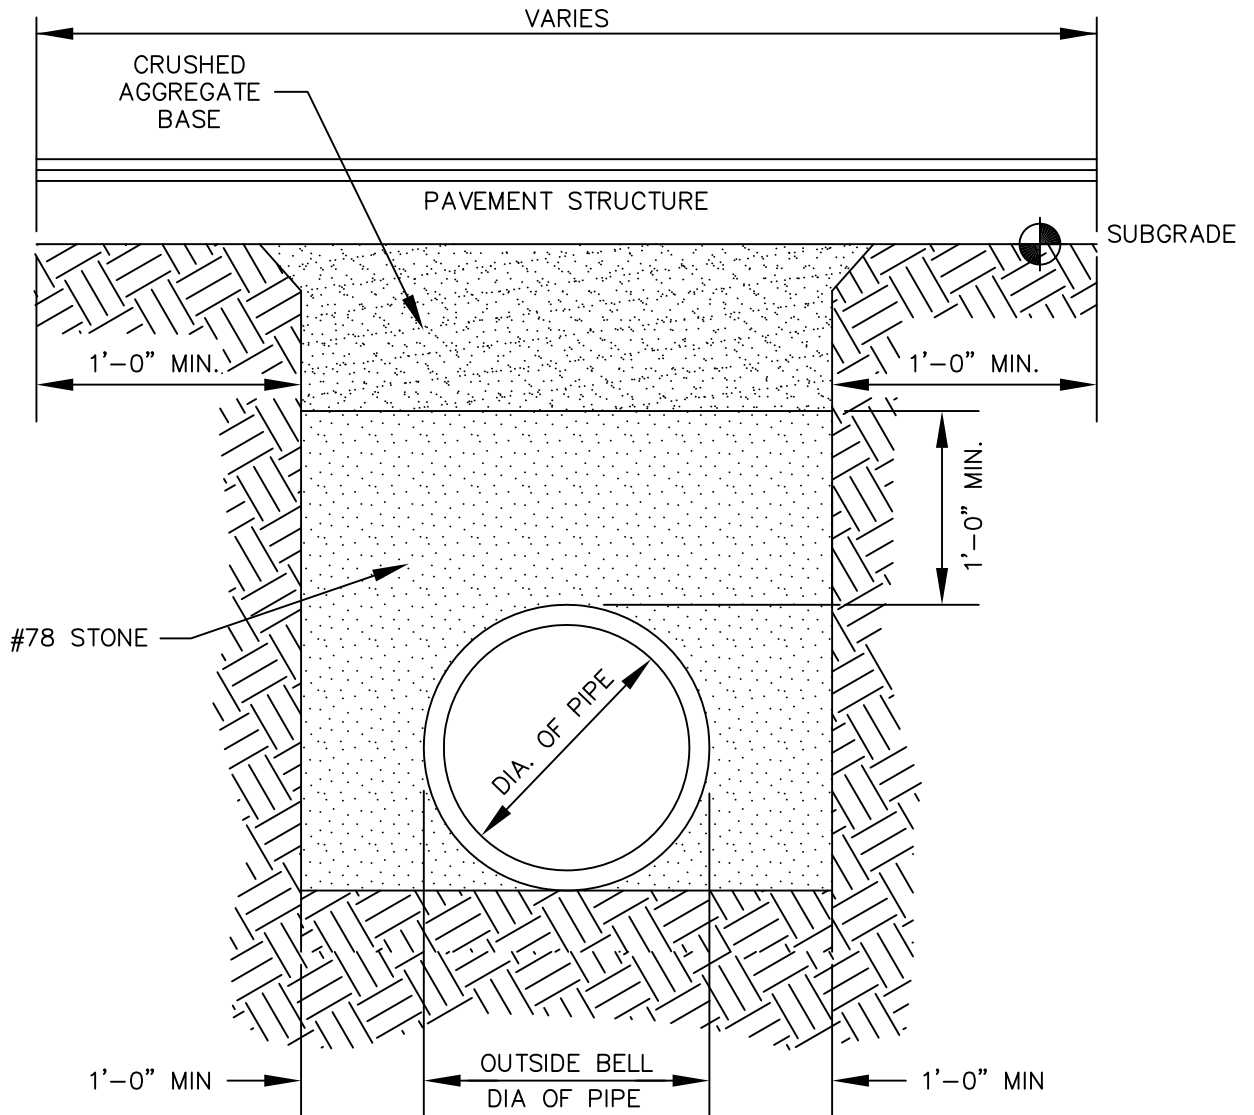 VARIES
CRUSHED
AGGREGATE
BASE
PAVEMENT STRUCTURE
SUBGRADE
1'-0" MIN.
1'-0" MIN.
1'-0" MIN.
#78 STONE
DIA. OF PIPE
OUTSIDE BELL
DIA OF PIPE
1'-0" MIN
1'-0" MIN